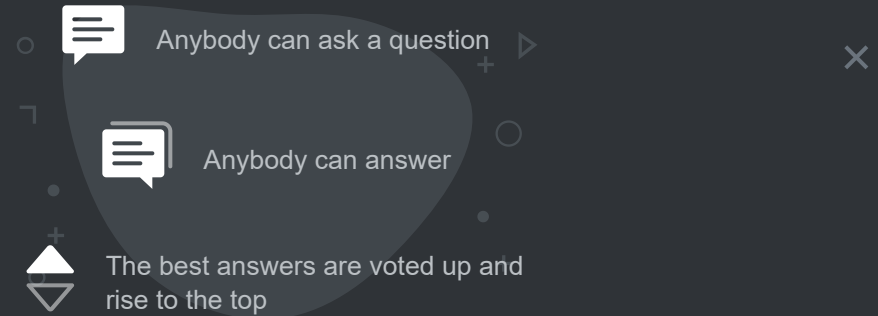 Anybody can ask a question
Anybody can answer
The best answers are voted up and
rise to the top